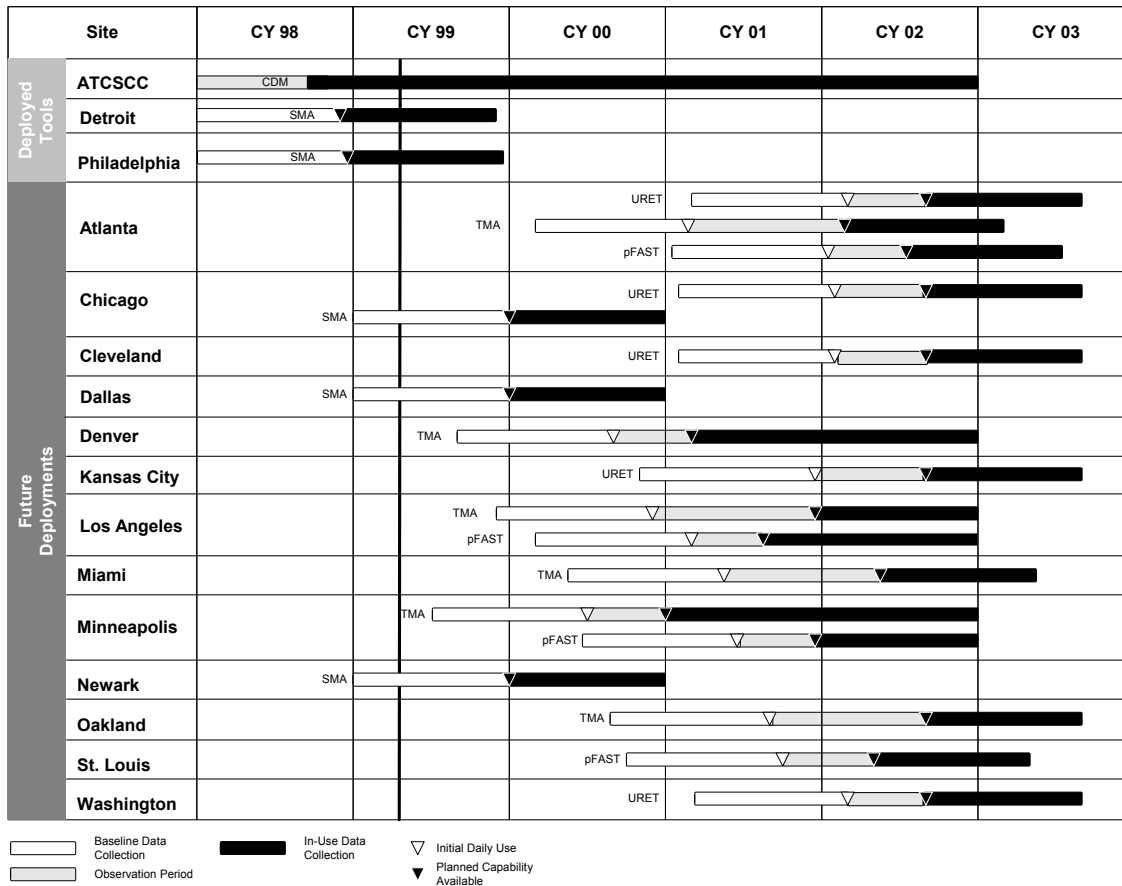 Site CY 98 CY 99 CY 00 CY 01 CY 02 CY 03
Deployed
Tools
ATCSCC CDM
Detroit SMA
Philadelphia SMA
Future
Deployments
Atlanta
URET
TMA
pFAST
Chicago
URET
SMA
Cleveland URET
Dallas SMA
Denver TMA
Kansas City URET
Los Angeles
TMA
pFAST
Miami TMA
Minneapolis
TMA
pFAST
Newark SMA
Oakland TMA
St. Louis pFAST
Washington URET
Baseline Data
Collection
In-Use Data
Collection
Initial Daily Use
Observation Period
Planned Capability
Available